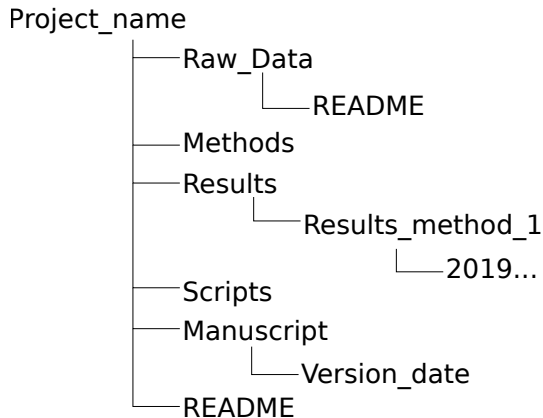 Project_name
Raw_Data
README
Methods
Results
Results_method_1
2019...
Scripts
Manuscript
Version_date
README